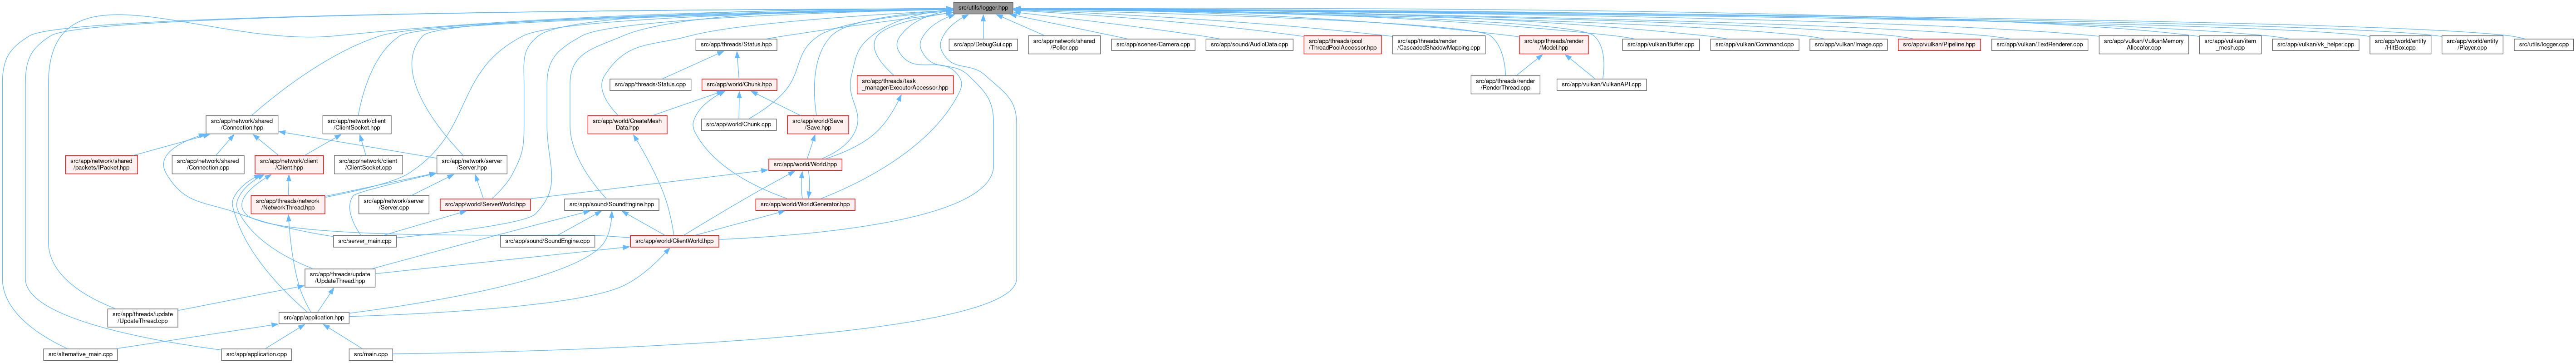 src/utils/logger.hpp
src/app/threads/Status.hpp
src/app/DebugGui.cpp
src/app/network/shared
/Poller.cpp
src/app/scenes/Camera.cpp
src/app/sound/AudioData.cpp
src/app/threads/pool
/ThreadPoolAccessor.hpp
src/app/threads/render
/CascadedShadowMapping.cpp
src/app/threads/render
/Model.hpp
src/app/vulkan/Buffer.cpp
src/app/vulkan/Command.cpp
src/app/vulkan/Image.cpp
src/app/vulkan/Pipeline.hpp
src/app/vulkan/TextRenderer.cpp
src/app/vulkan/VulkanMemory
Allocator.cpp
src/app/vulkan/item
_mesh.cpp
src/app/vulkan/vk_helper.cpp
src/app/world/entity
/HitBox.cpp
src/app/world/entity
/Player.cpp
src/utils/logger.cpp
src/app/threads/Status.cpp
src/app/world/Chunk.hpp
src/app/threads/task
_manager/ExecutorAccessor.hpp
src/app/threads/render
/RenderThread.cpp
src/app/vulkan/VulkanAPI.cpp
src/app/network/shared
/Connection.hpp
src/app/network/client
/ClientSocket.hpp
src/app/world/CreateMesh
Data.hpp
src/app/world/Chunk.cpp
src/app/world/Save
/Save.hpp
src/app/network/shared
/packets/IPacket.hpp
src/app/network/shared
/Connection.cpp
src/app/network/client
/Client.hpp
src/app/network/client
/ClientSocket.cpp
src/app/network/server
/Server.hpp
src/app/world/World.hpp
src/app/threads/network
/NetworkThread.hpp
src/app/network/server
/Server.cpp
src/app/world/ServerWorld.hpp
src/app/sound/SoundEngine.hpp
src/app/world/WorldGenerator.hpp
src/server_main.cpp
src/app/sound/SoundEngine.cpp
src/app/world/ClientWorld.hpp
src/app/threads/update
/UpdateThread.hpp
src/app/threads/update
/UpdateThread.cpp
src/app/application.hpp
src/alternative_main.cpp
src/app/application.cpp
src/main.cpp